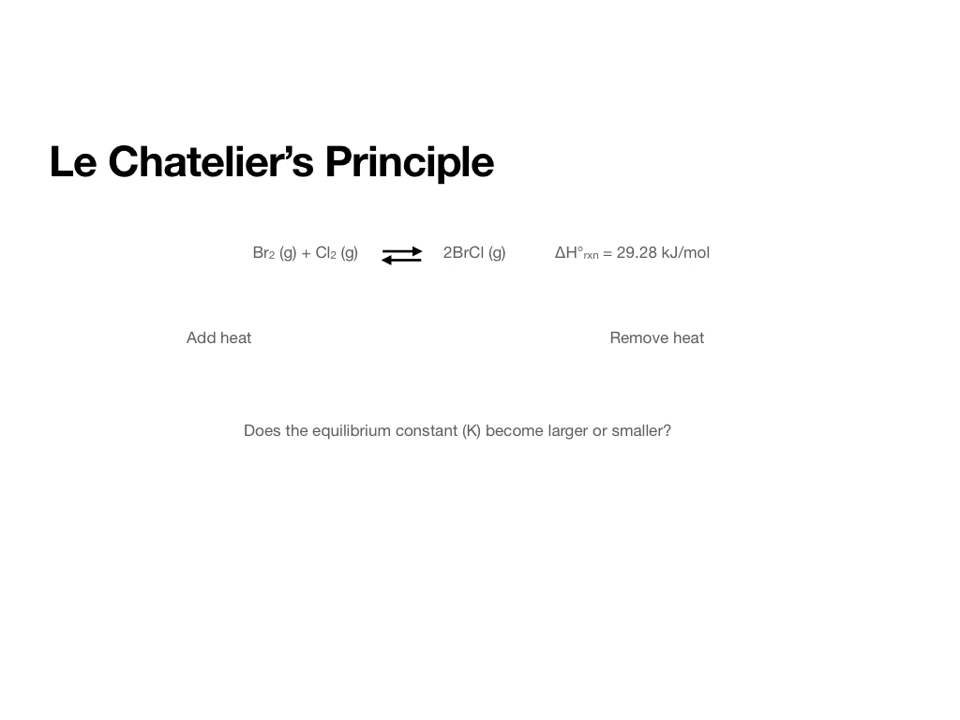 Le Chatelier’s Principle
Br₂ (g) + Cl₂ (g) ⇌ 2BrCl (g) ΔH°rxn = 29.28 kJ/mol
Add heat Remove heat
Does the equilibrium constant (K) become larger or smaller?